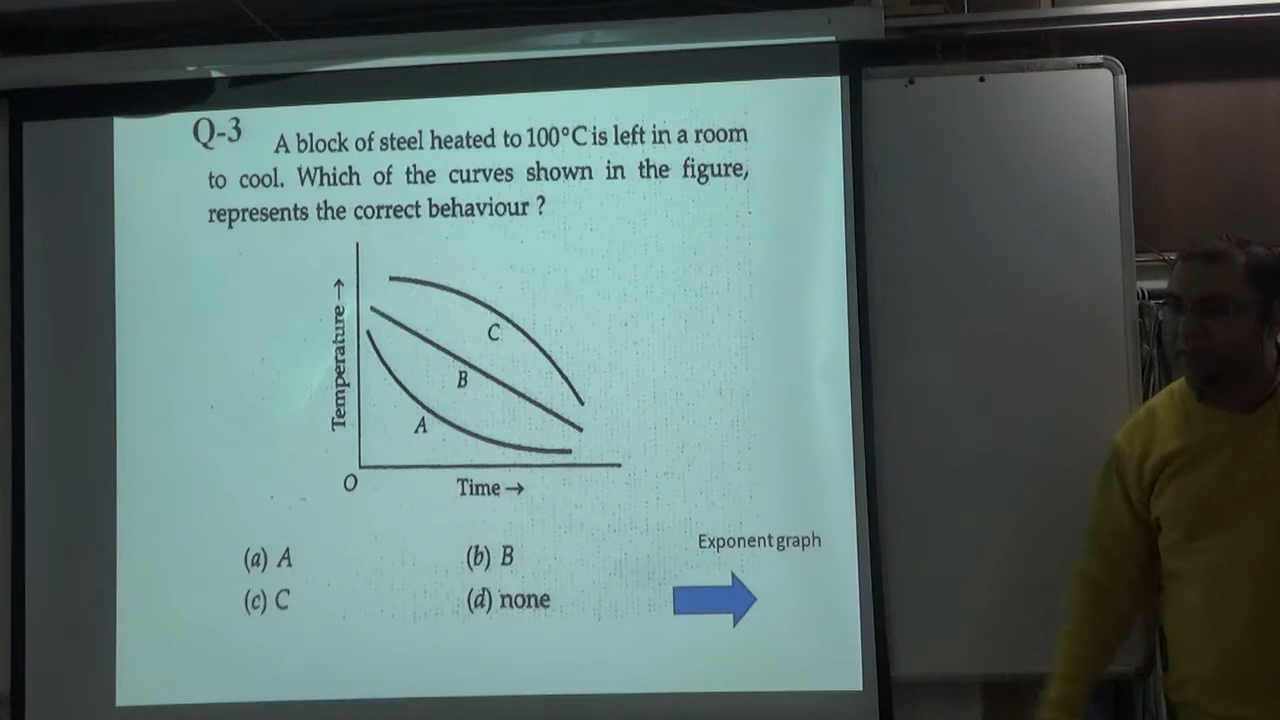 Q-3 A block of steel heated to 100°C is left in a room
to cool. Which of the curves shown in the figure,
represents the correct behaviour ?
Temperature →
C
B
A
O
Time →
Exponent graph
(a) A (b) B
(c) C (d) none